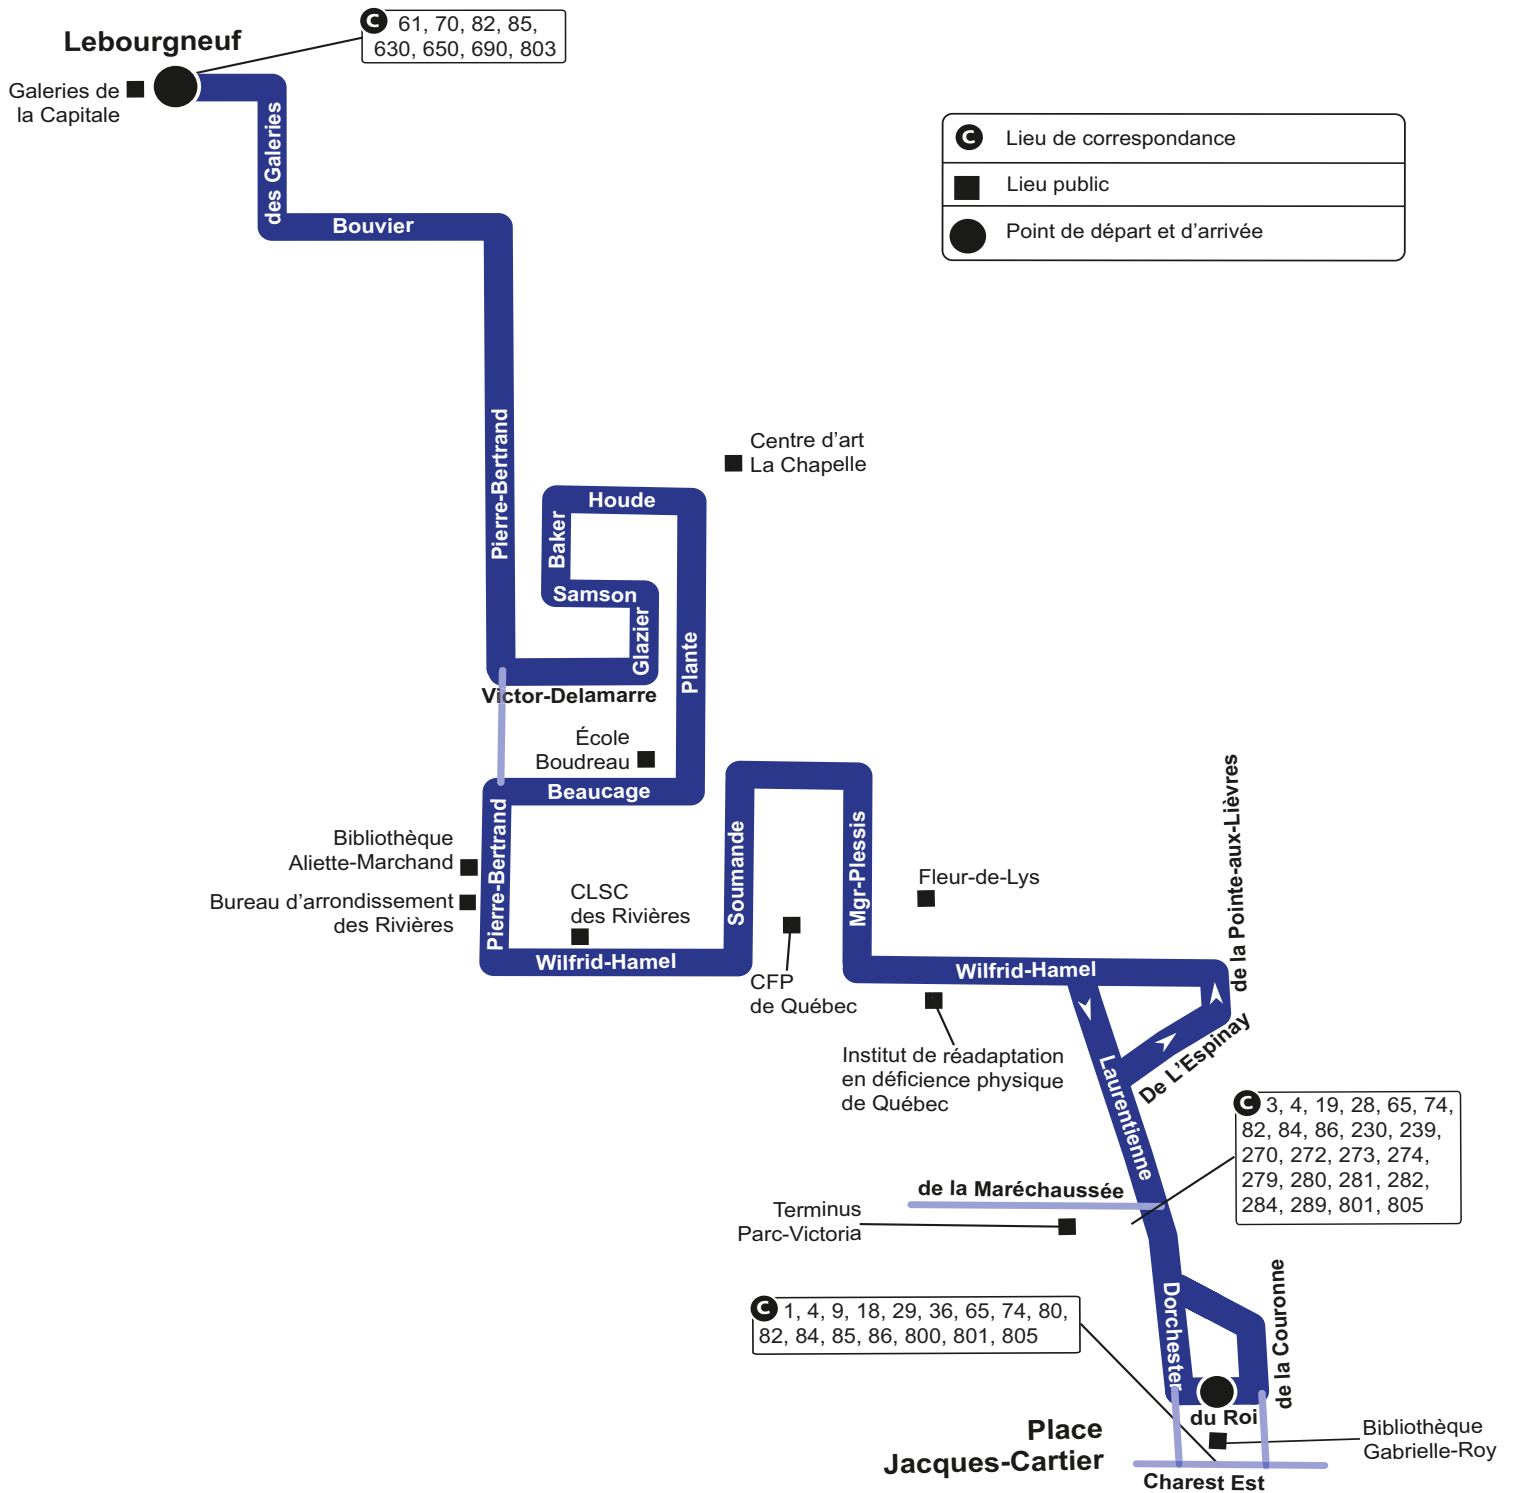 Lebourgneuf
C 61, 70, 82, 85,
630, 650, 690, 803
Galeries de
la Capitale
des Galeries
Bouvier
C Lieu de correspondance
Lieu public
Point de départ et d’arrivée
Pierre-Bertrand
Centre d’art
La Chapelle
Houde
Baker
Samson
Glazier
Plante
Victor-Delamarre
École
Boudreau
Beaucage
Bibliothèque
Aliette-Marchand
Bureau d’arrondissement
des Rivières
Pierre-Bertrand
CLSC
des Rivières
Wilfrid-Hamel
Soumande
Mgr-Plessis
CFP
de Québec
Fleur-de-Lys
Wilfrid-Hamel
de la Pointe-aux-Lièvres
Institut de réadaptation
en déficience physique
de Québec
Laurentienne
De L’Espinay
C 3, 4, 19, 28, 65, 74,
82, 84, 86, 230, 239,
270, 272, 273, 274,
279, 280, 281, 282,
284, 289, 801, 805
de la Maréchaussée
Terminus
Parc-Victoria
C 1, 4, 9, 18, 29, 36, 65, 74, 80,
82, 84, 85, 86, 800, 801, 805
Dorchester
de la Couronne
du Roi
Place
Jacques-Cartier
Bibliothèque
Gabrielle-Roy
Charest Est